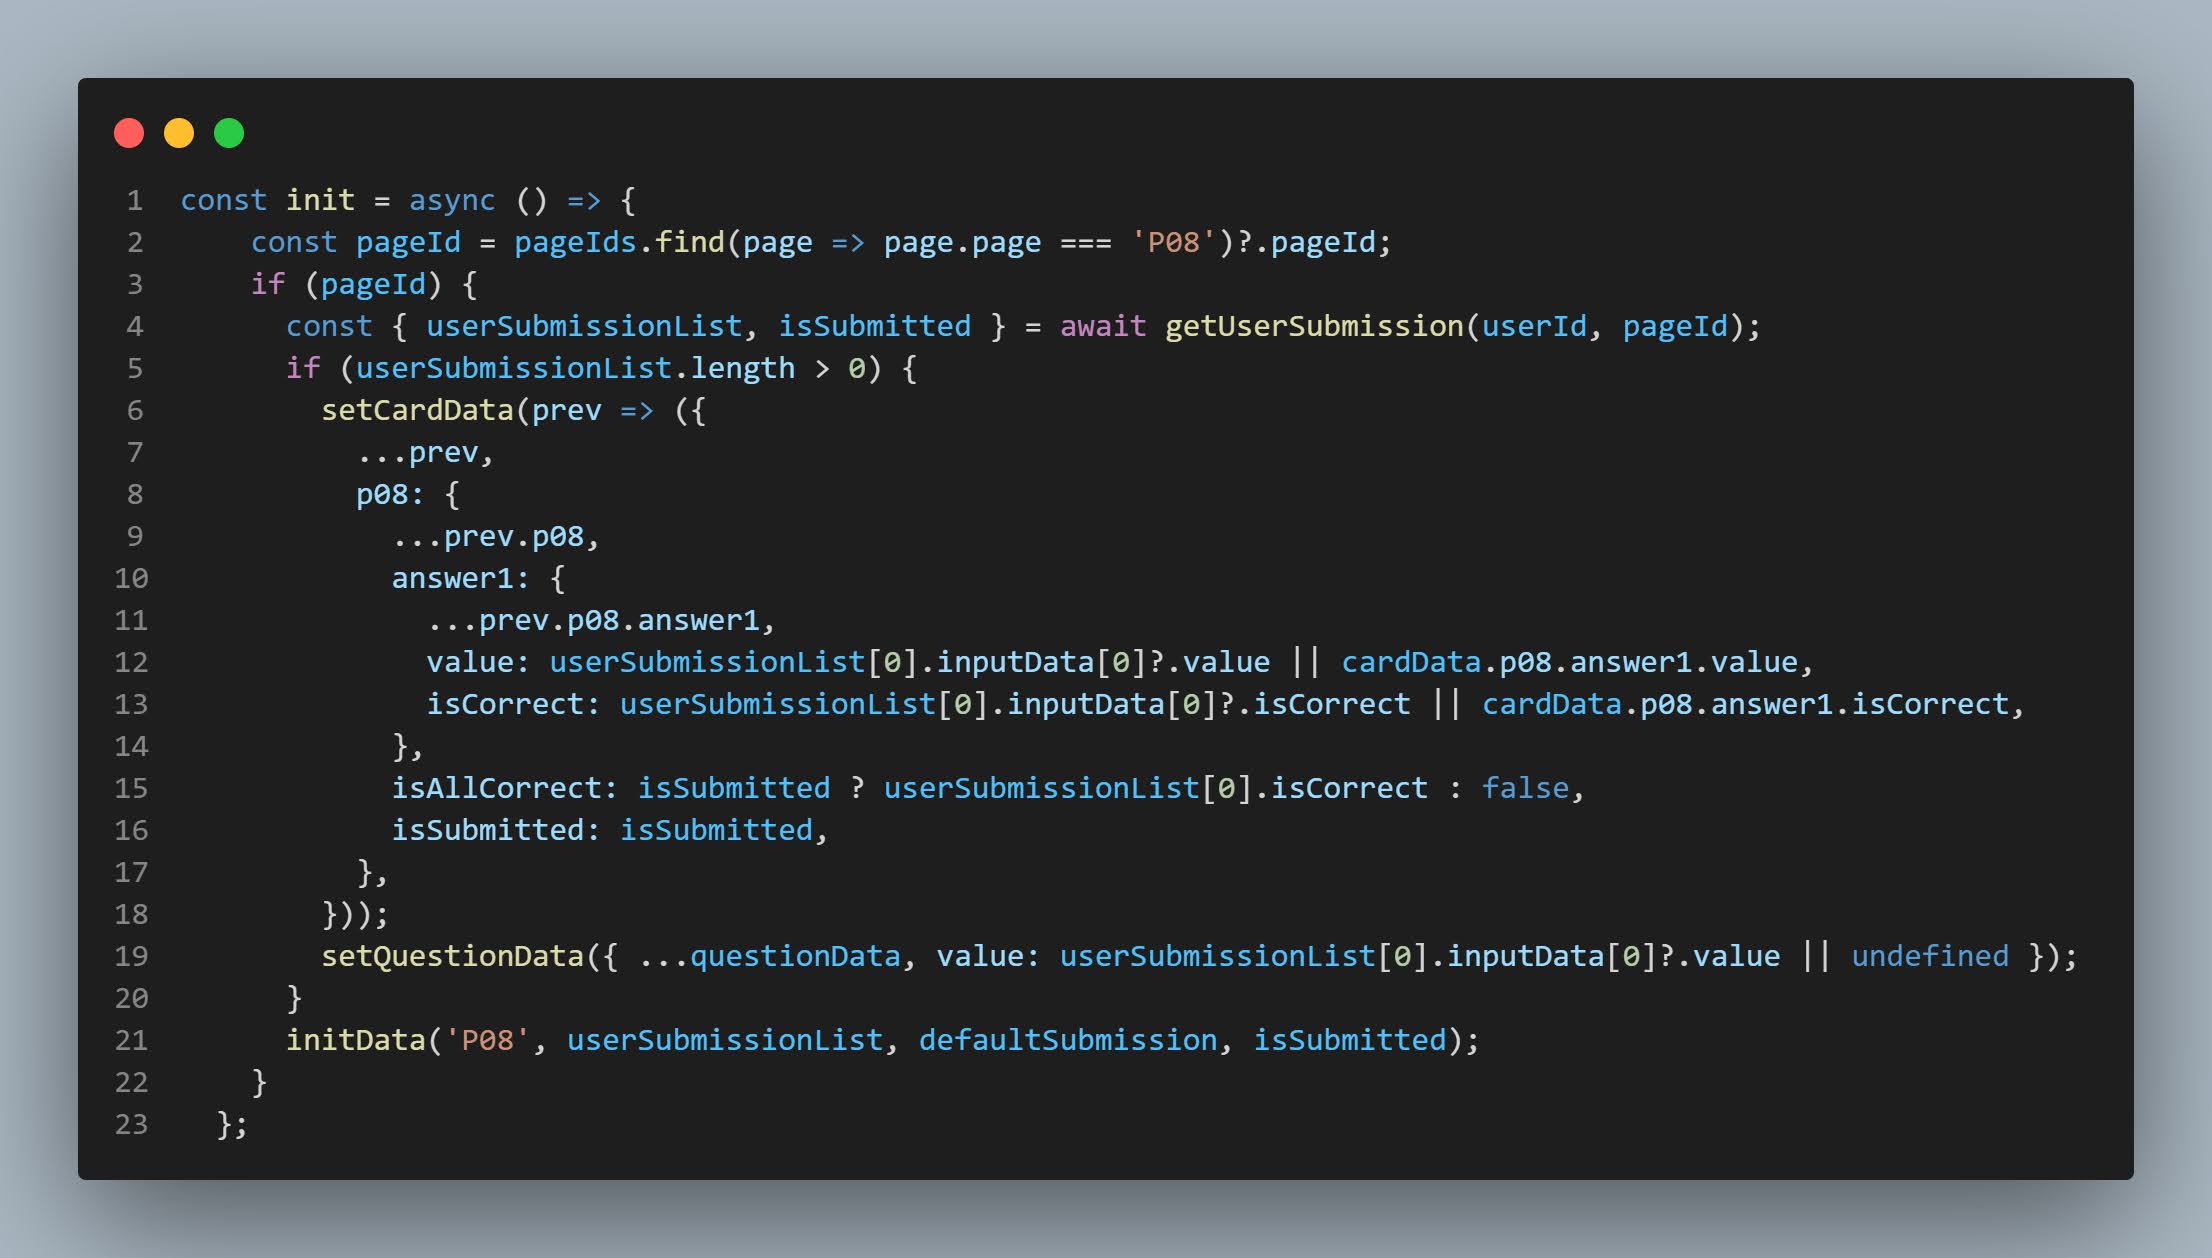 1 const init = async () => {
2 const pageId = pageIds.find(page => page.page === 'P08')?.pageId;
3 if (pageId) {
4 const { userSubmissionList, isSubmitted } = await getUserSubmission(userId, pageId);
5 if (userSubmissionList.length > 0) {
6 setCardData(prev => ({
7 ...prev,
8 p08: {
9 ...prev.p08,
10 answer1: {
11 ...prev.p08.answer1,
12 value: userSubmissionList[0].inputData[0]?.value || cardData.p08.answer1.value,
13 isCorrect: userSubmissionList[0].inputData[0]?.isCorrect || cardData.p08.answer1.isCorrect,
14 },
15 isAllCorrect: isSubmitted ? userSubmissionList[0].isCorrect : false,
16 isSubmitted: isSubmitted,
17 },
18 }));
19 setQuestionData({ ...questionData, value: userSubmissionList[0].inputData[0]?.value || undefined });
20 }
21 initData('P08', userSubmissionList, defaultSubmission, isSubmitted);
22 }
23 };